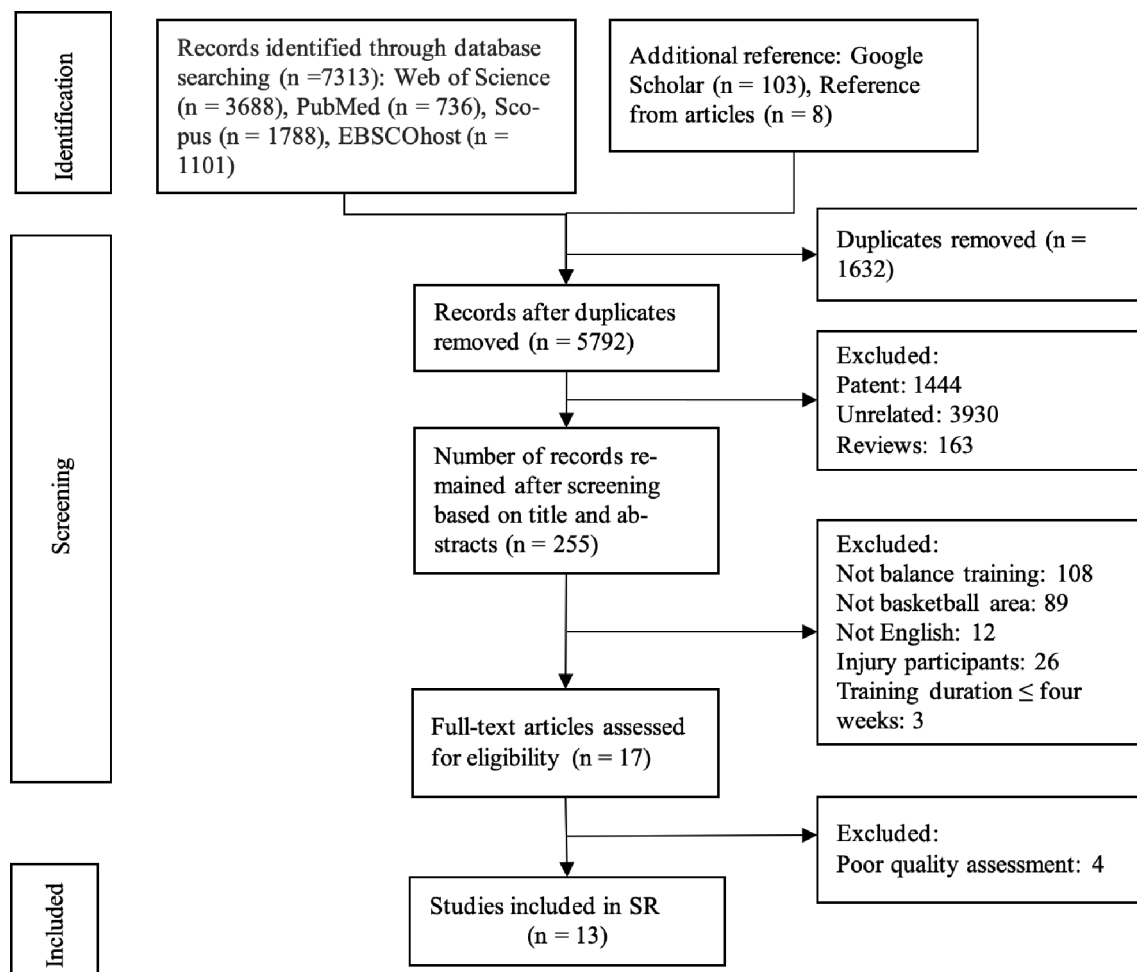 Identification
Records identified through database
searching (n =7313): Web of Science
(n = 3688), PubMed (n = 736), Sco-
pus (n = 1788), EBSCOhost (n =
1101)
Additional reference: Google
Scholar (n = 103), Reference
from articles (n = 8)
Screening
Duplicates removed (n =
1632)
Records after duplicates
removed (n = 5792)
Excluded:
Patent: 1444
Unrelated: 3930
Reviews: 163
Number of records re-
mained after screening
based on title and ab-
stracts (n = 255)
Excluded:
Not balance training: 108
Not basketball area: 89
Not English: 12
Injury participants: 26
Training duration ≤ four
weeks: 3
Full-text articles assessed
for eligibility (n = 17)
Excluded:
Poor quality assessment: 4
Included
Studies included in SR
(n = 13)